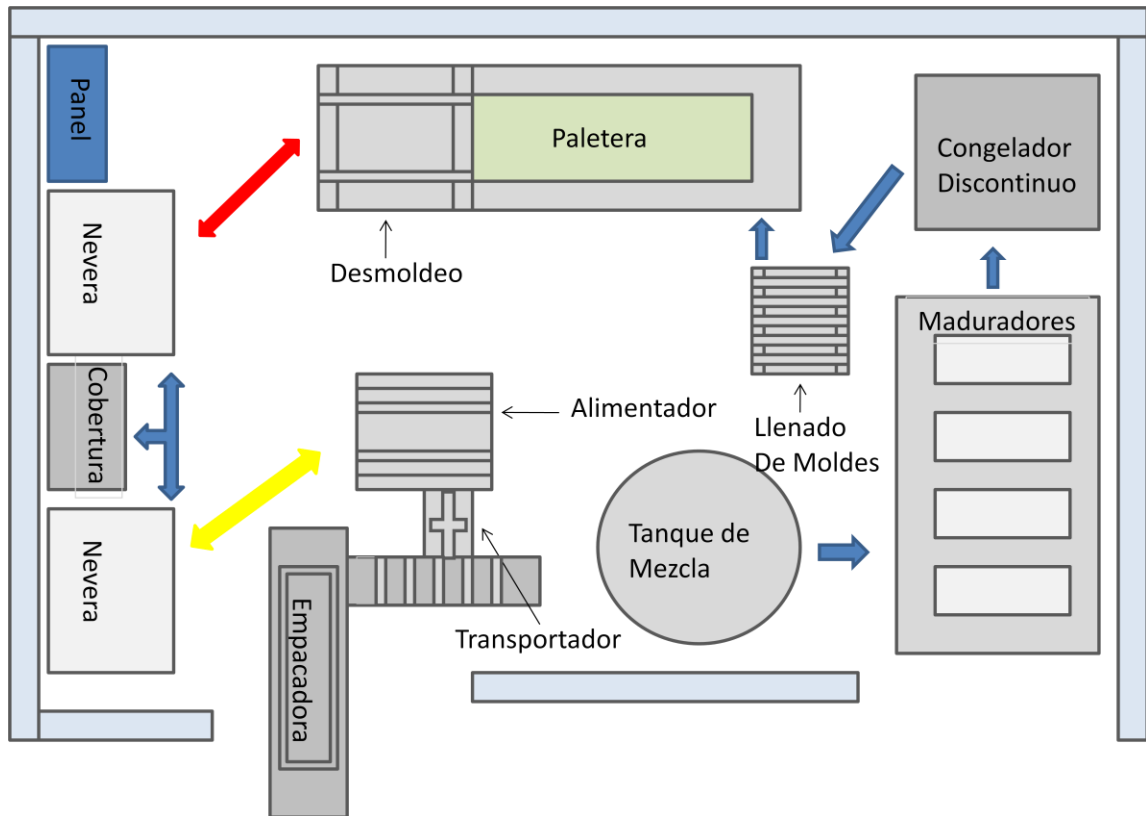 Panel
Paletera
Congelador
Discontinuo
Nevera
Desmoldeo
Maduradores
Cobertura
Alimentador
Llenado
De Moldes
Nevera
Tanque de
Mezcla
Empacadora
Transportador